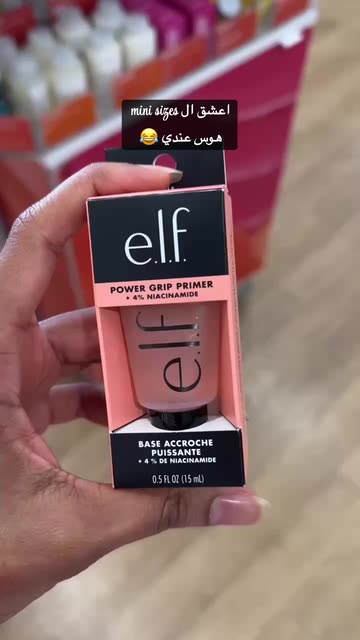 اعشق ال mini sizes
هوس عندي 😂
e.l.f.
POWER GRIP PRIMER
+ 4% NIACINAMIDE
e.l.f.
BASE ACCROCHE
PUISSANTE
+ 4 % DE NIACINAMIDE
0.5 FL OZ (15 mL)